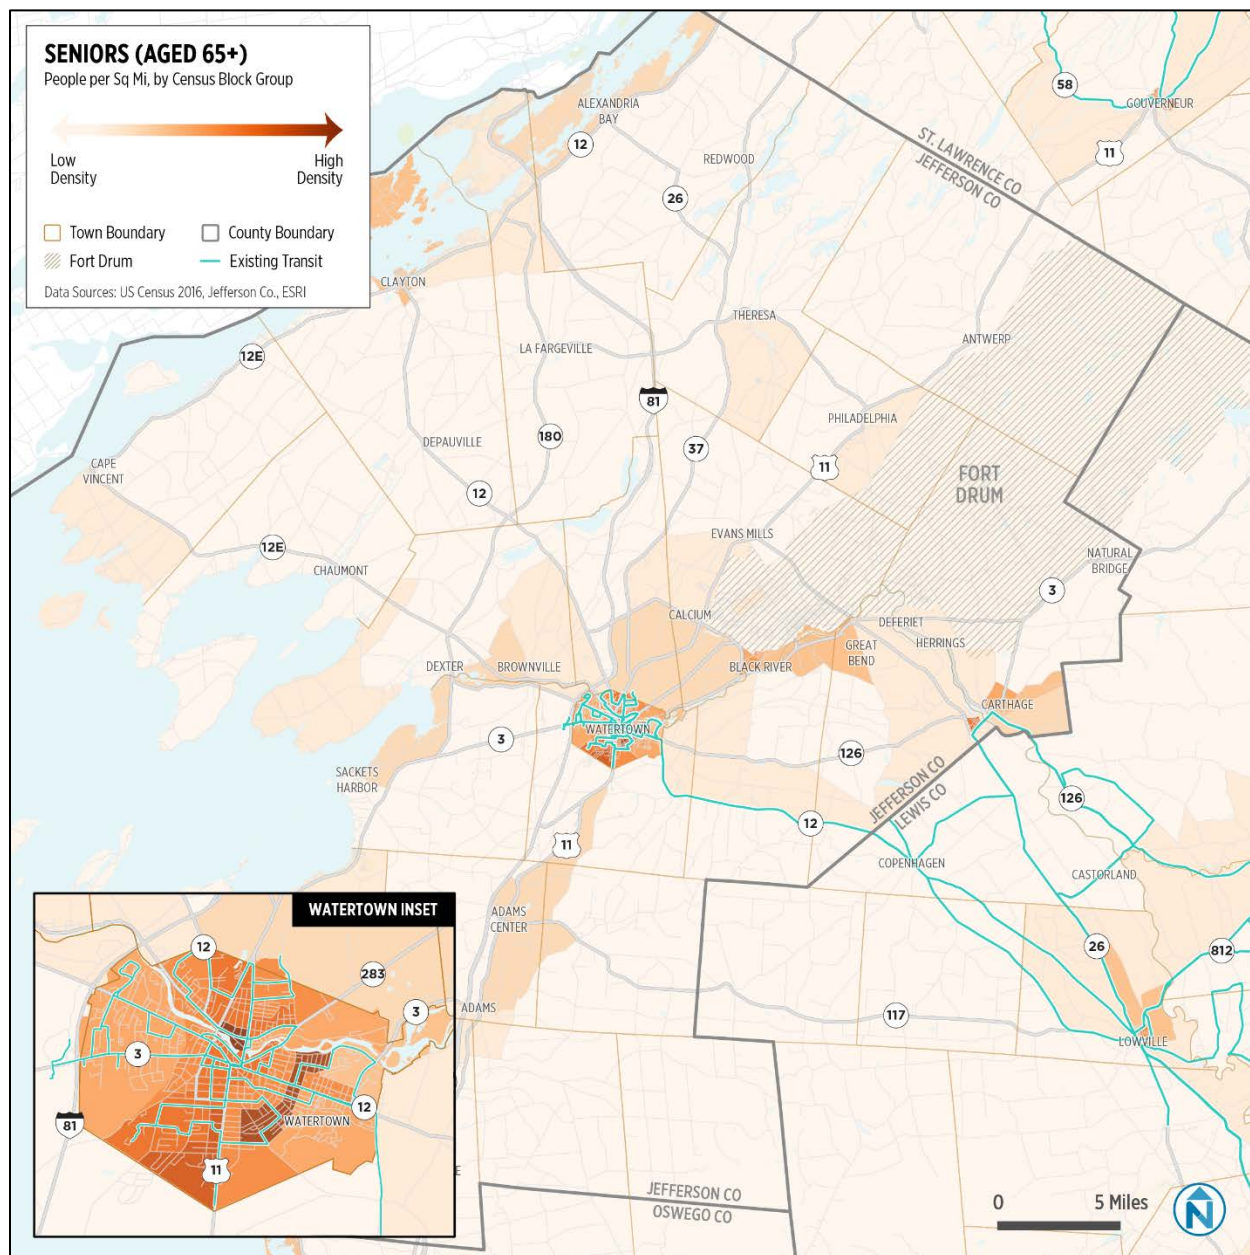 SENIORS (AGED 65+)
People per Sq Mi, by Census Block Group
Low
Density
High
Density
Town Boundary
County Boundary
Fort Drum
Existing Transit
Data Sources: US Census 2016, Jefferson Co., ESRI
58
GOUVERNEUR
11
ALEXANDRIA
BAY
12
REDWOOD
26
ST. LAWRENCE CO
JEFFERSON CO
CLAYTON
12E
LA FARGEVILLE
THERESA
ANTWERP
81
180
DEPAUVILLE
37
PHILADELPHIA
11
CAPE
VINCENT
12
FORT
DRUM
12E
CHAUMONT
EVANS MILLS
NATURAL
BRIDGE
3
CALCIUM
DEFERIET
HERRINGS
GREAT
BEND
DEXTER
BROWNVILLE
BLACK RIVER
CARTHAGE
WATERTOWN
3
126
SACKETS
HARBOR
JEFFERSON CO
LEWIS CO
126
12
11
COPENHAGEN
CASTORLAND
ADAMS
CENTER
26
812
ADAMS
117
LOWVILLE
WATERTOWN INSET
12
283
3
3
12
WATERTOWN
81
11
E
JEFFERSON CO
OSWEGO CO
0
5 Miles
N